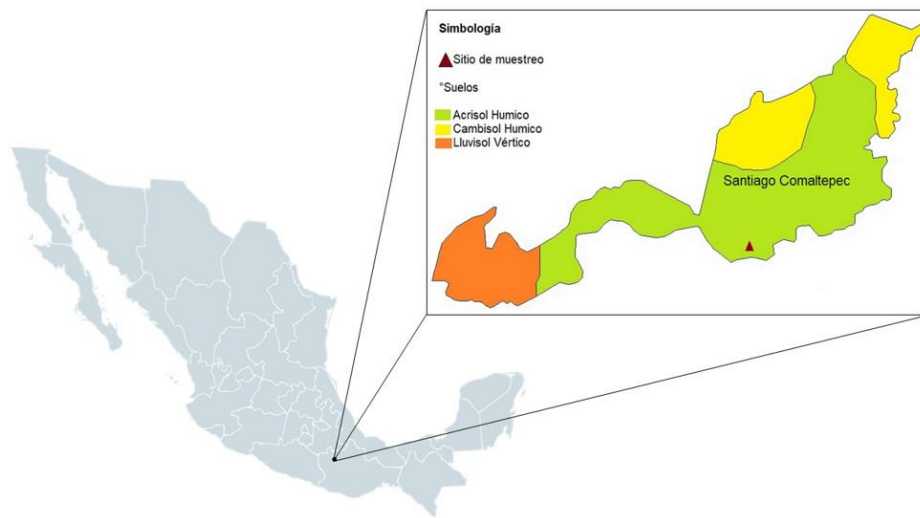 Simbología
Sitio de muestreo
°Suelos
Acrisol Humico
Cambisol Humico
Lluvisol Vértico
Santiago Comaltepec